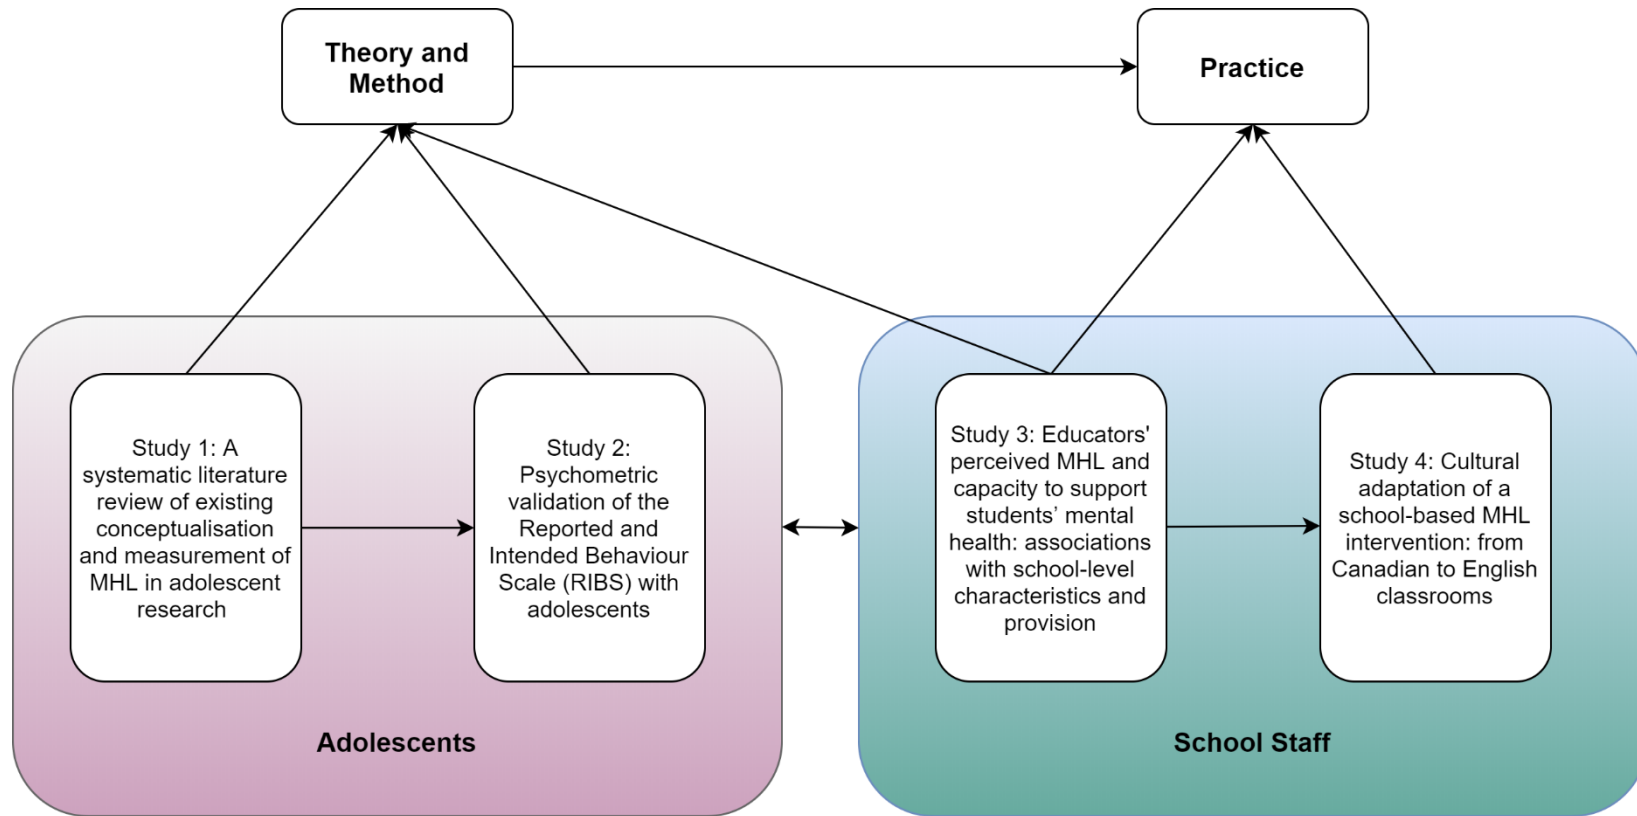 Theory and
Method
Practice
Study 1: A
systematic literature
review of existing
conceptualisation
and measurement of
MHL in adolescent
research
Study 2:
Psychometric
validation of the
Reported and
Intended Behaviour
Scale (RIBS) with
adolescents
Adolescents
Study 3: Educators'
perceived MHL and
capacity to support
students’ mental
health: associations
with school-level
characteristics and
provision
Study 4: Cultural
adaptation of a
school-based MHL
intervention: from
Canadian to English
classrooms
School Staff